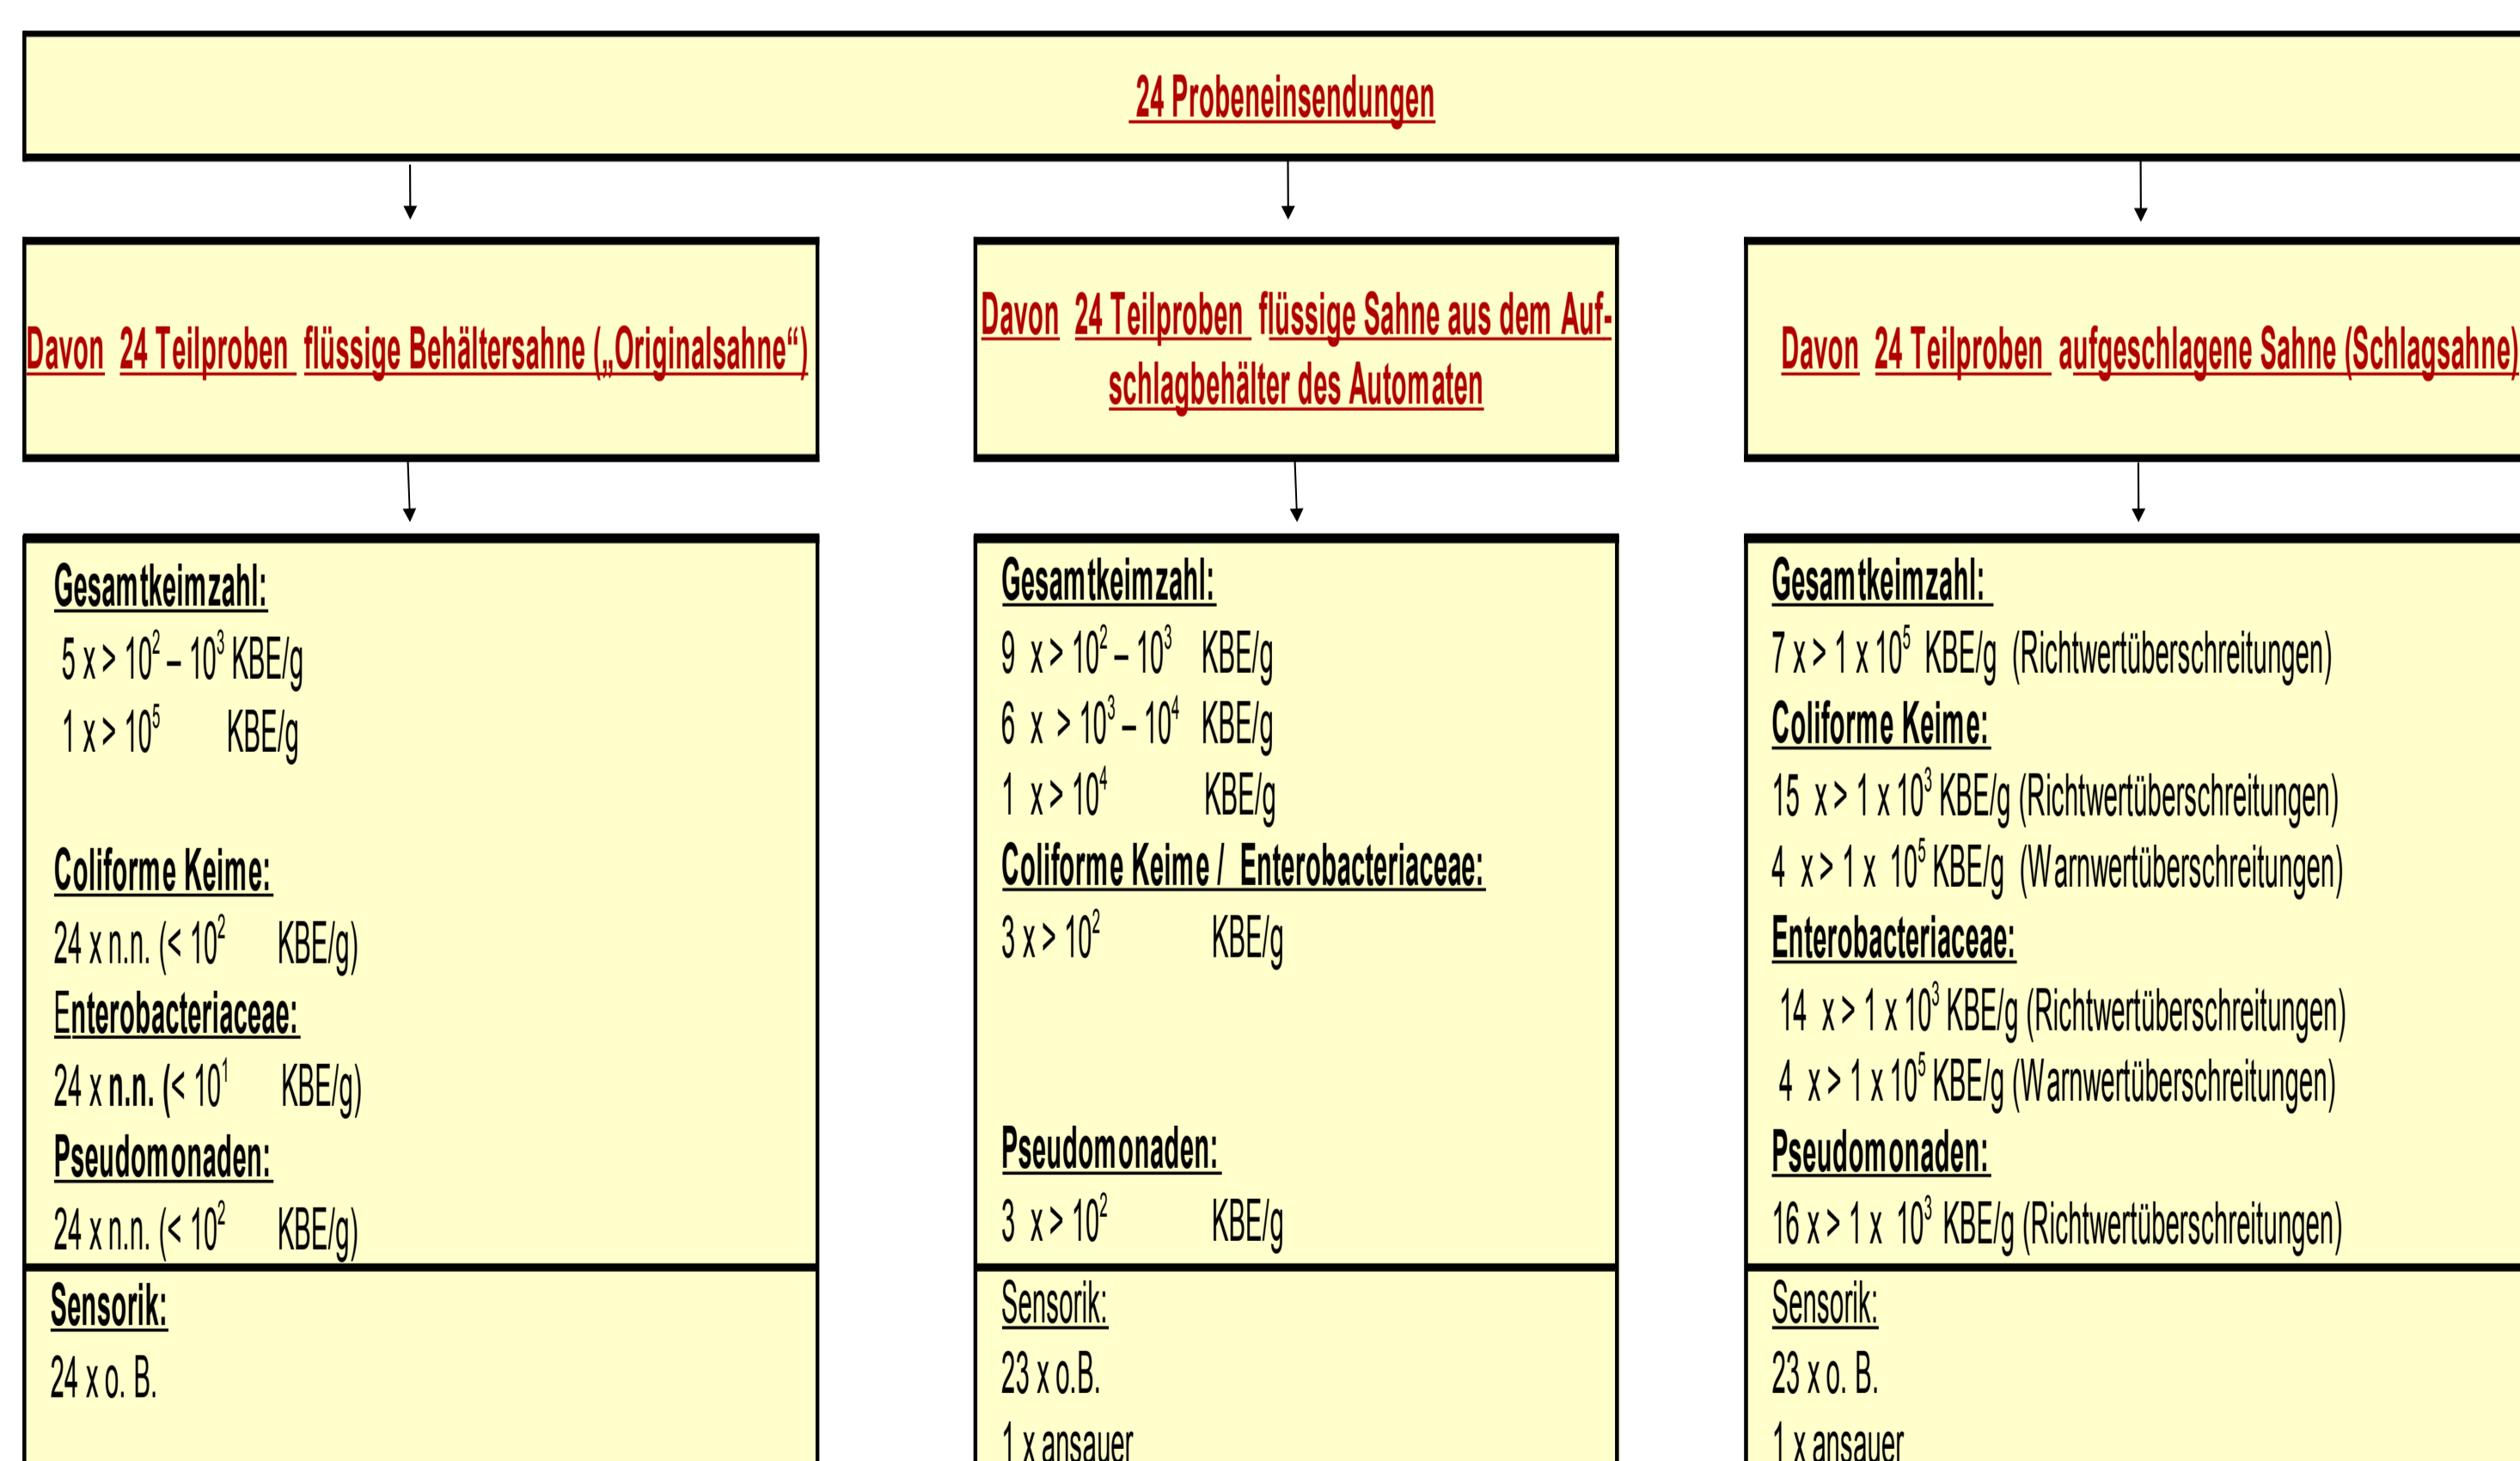 24 Probeneinsendungen
Davon 24 Teilproben flüssige Behältersahne („Originalsahne“)
Davon 24 Teilproben flüssige Sahne aus dem Auf-
schlagbehälter des Automaten
Davon 24 Teilproben aufgeschlagene Sahne (Schlagsahne)
Gesamtkeimzahl:
5 x > 10² – 10³ KBE/g
1 x > 10⁵ KBE/g
Coliforme Keime:
24 x n.n. (< 10² KBE/g)
Enterobacteriaceae:
24 x n.n. (< 10¹ KBE/g)
Pseudomonaden:
24 x n.n. (< 10² KBE/g)
Sensorik:
24 x o. B.
Gesamtkeimzahl:
9 x > 10² – 10³ KBE/g
6 x > 10³ – 10⁴ KBE/g
1 x > 10⁴ KBE/g
Coliforme Keime / Enterobacteriaceae:
3 x > 10² KBE/g
Pseudomonaden:
3 x > 10² KBE/g
Sensorik:
23 x o.B.
1 x ansauer
Gesamtkeimzahl:
7 x > 1 x 10⁵ KBE/g (Richtwertüberschreitungen)
Coliforme Keime:
15 x > 1 x 10³ KBE/g (Richtwertüberschreitungen)
4 x > 1 x 10⁵ KBE/g (Warnwertüberschreitungen)
Enterobacteriaceae:
14 x > 1 x 10³ KBE/g (Richtwertüberschreitungen)
4 x > 1 x 10⁵ KBE/g (Warnwertüberschreitungen)
Pseudomonaden:
16 x > 1 x 10³ KBE/g (Richtwertüberschreitungen)
Sensorik:
23 x o. B.
1 x ansauer